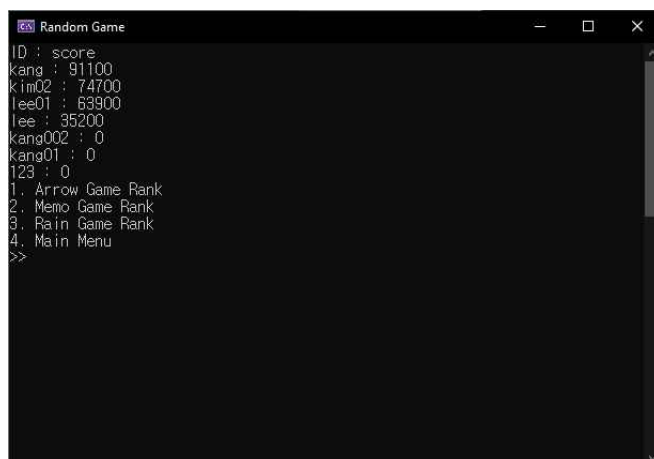 Random Game
ID : score
kang : 91100
kim02 : 74700
lee01 : 63900
lee : 35200
kang002 : 0
kang01 : 0
123 : 0
1. Arrow Game Rank
2. Memo Game Rank
3. Rain Game Rank
4. Main Menu
>>